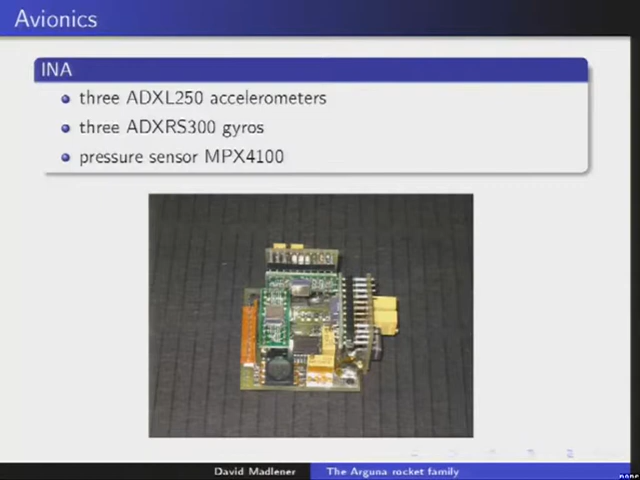 Avionics
INA
three ADXL250 accelerometers
three ADXRS300 gyros
pressure sensor MPX4100
David Madlener
The Arguna rocket family